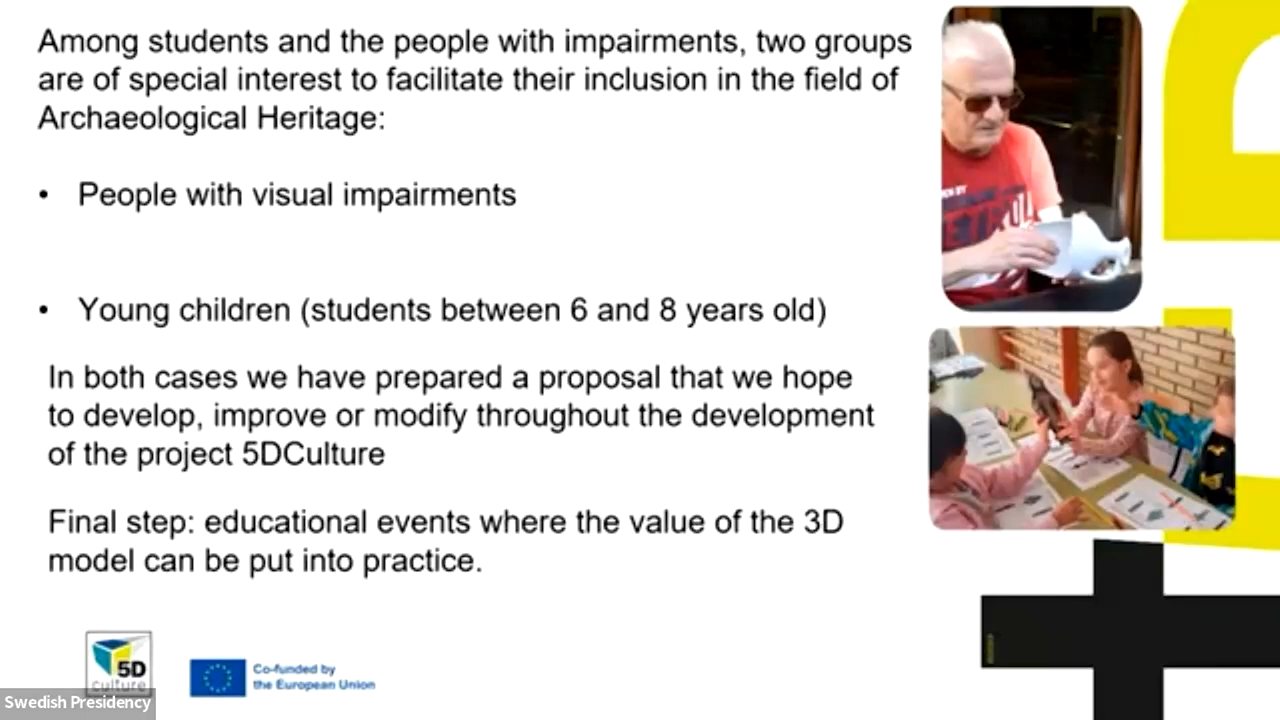 Among students and the people with impairments, two groups
are of special interest to facilitate their inclusion in the field of
Archaeological Heritage:
• People with visual impairments
• Young children (students between 6 and 8 years old)
In both cases we have prepared a proposal that we hope
to develop, improve or modify throughout the development
of the project 5DCulture
Final step: educational events where the value of the 3D
model can be put into practice.
5D
culture
Co-funded by
the European Union
Swedish Presidency